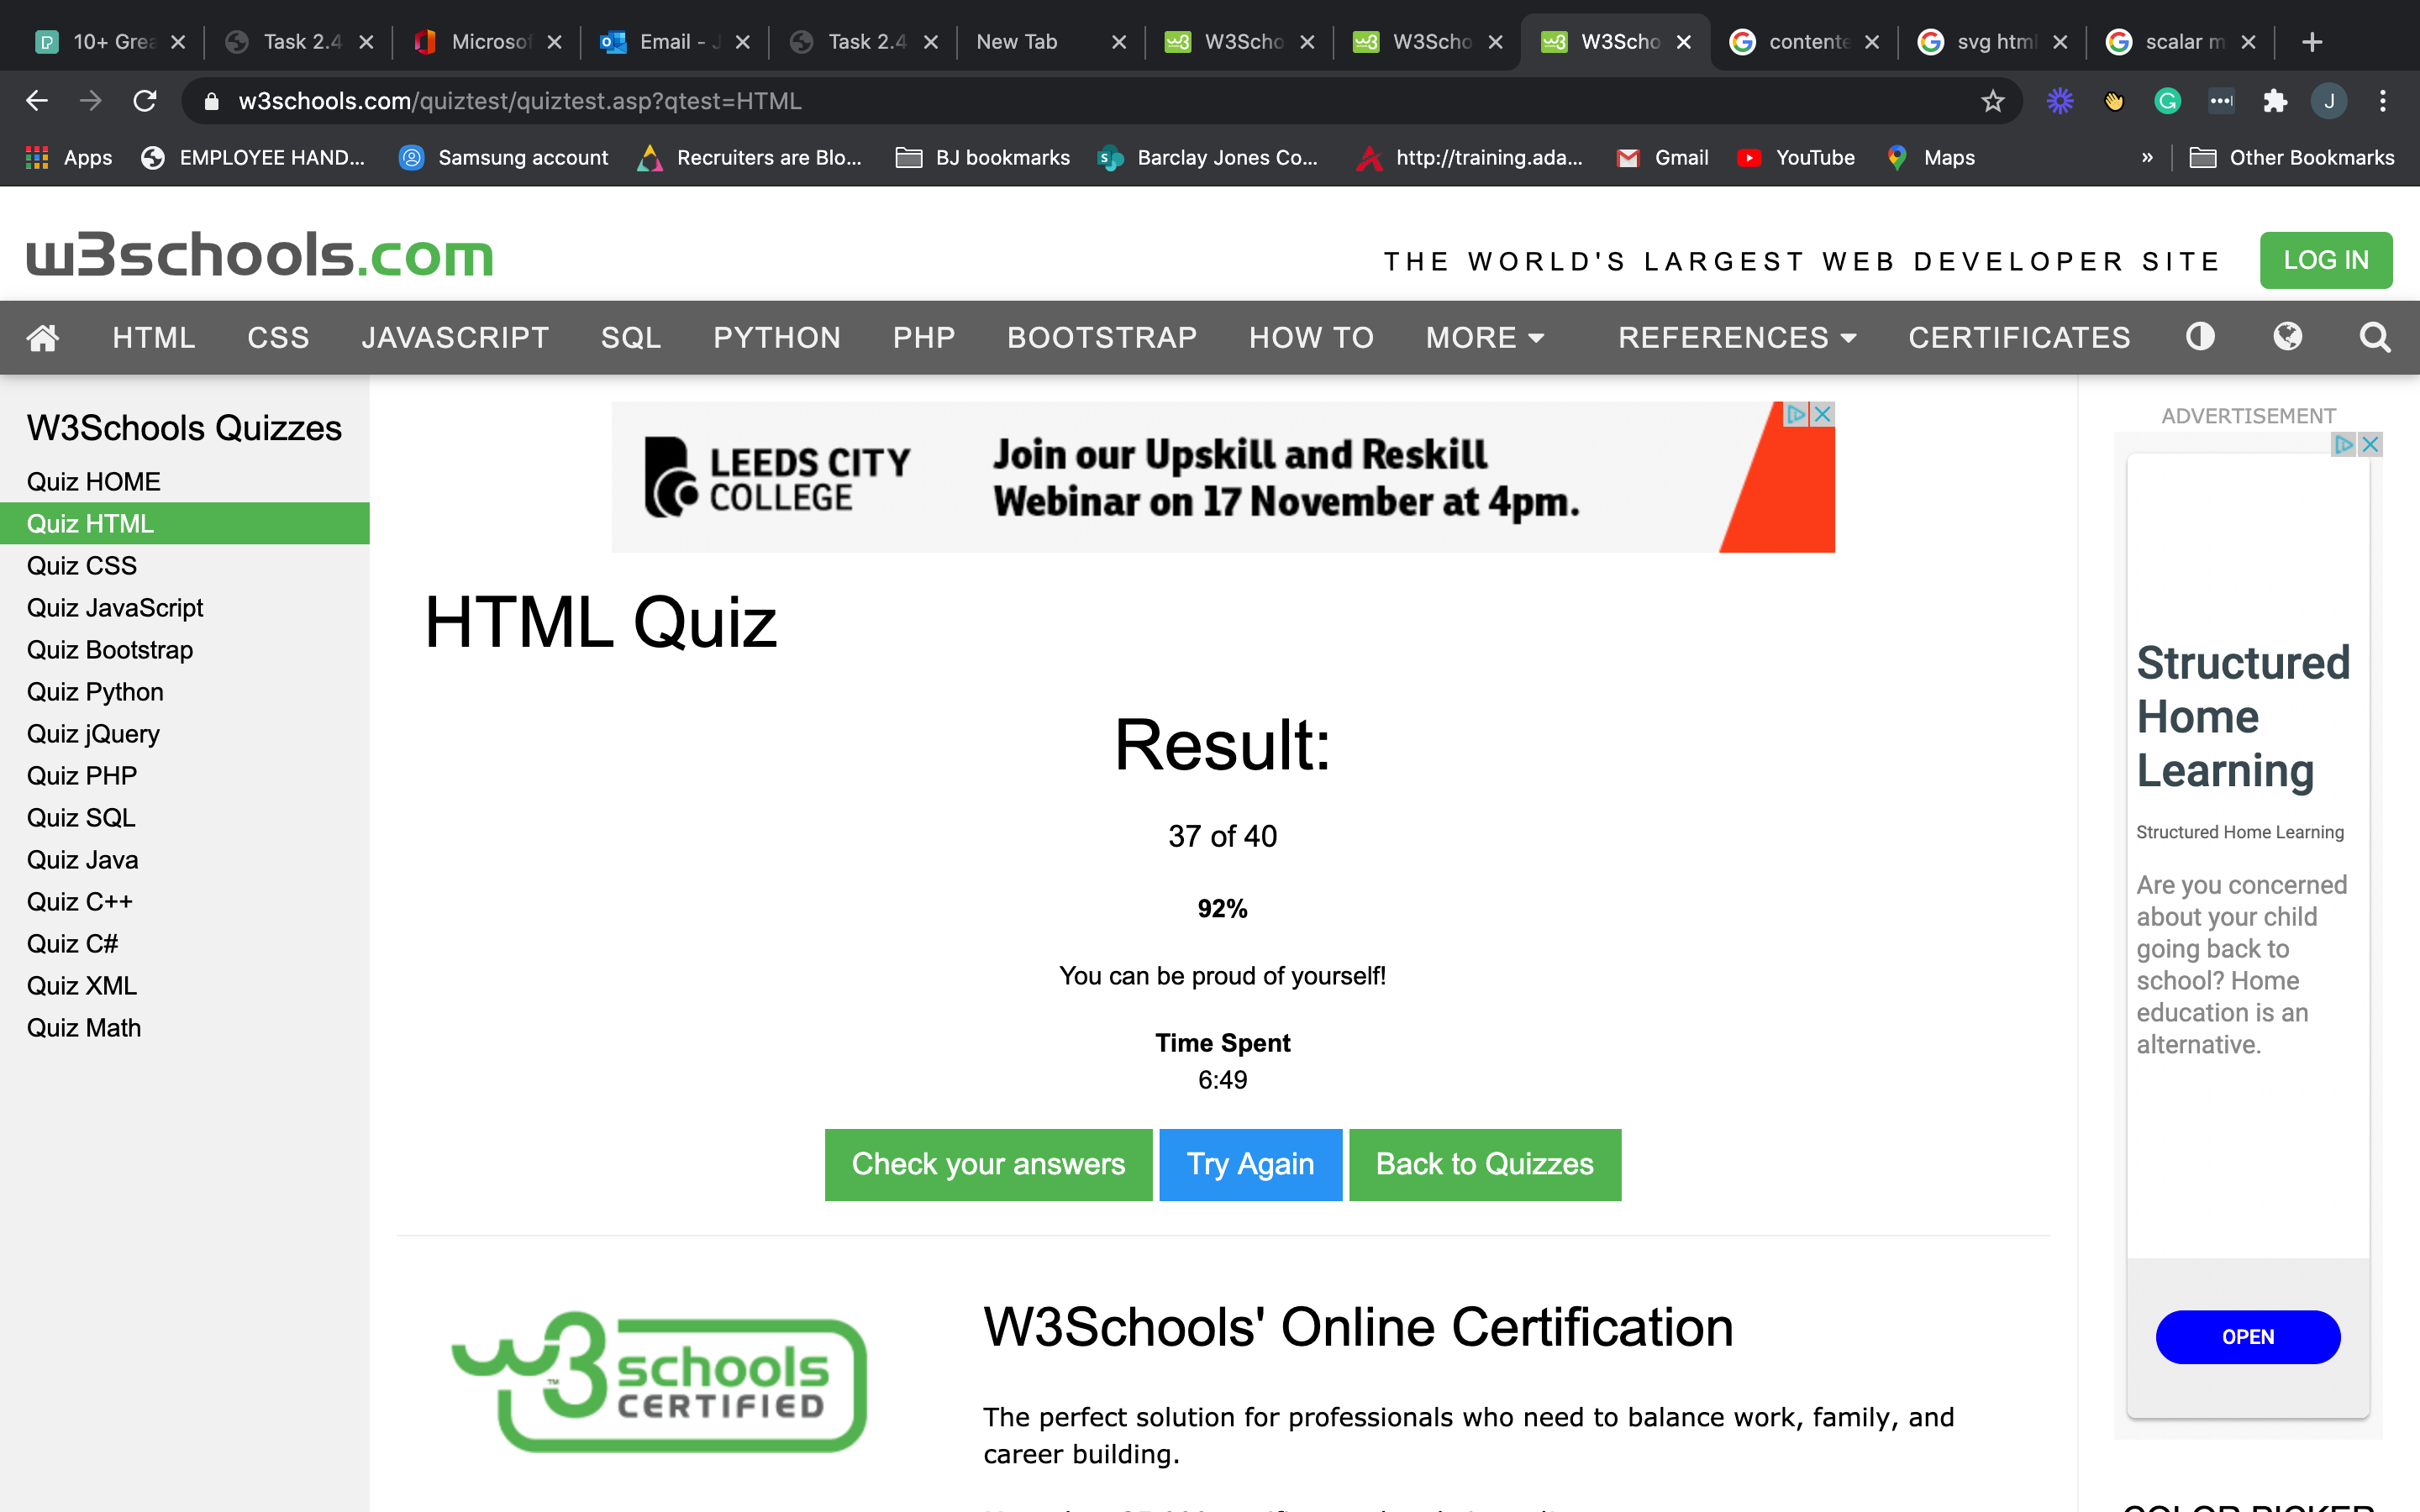 10+ Grea
Task 2.4
Microsof
Email - J
Task 2.4
New Tab
W3Scho
W3Scho
W3Scho
contente
svg html
scalar m
w3schools.com/quiztest/quiztest.asp?qtest=HTML
J
Apps
EMPLOYEE HAND...
Samsung account
Recruiters are Blo...
BJ bookmarks
Barclay Jones Co...
http://training.ada...
Gmail
YouTube
Maps
»
Other Bookmarks
w3schools.com
THE WORLD'S LARGEST WEB DEVELOPER SITE
LOG IN
HTML
CSS
JAVASCRIPT
SQL
PYTHON
PHP
BOOTSTRAP
HOW TO
MORE
REFERENCES
CERTIFICATES
W3Schools Quizzes
Quiz HOME
Quiz HTML
Quiz CSS
Quiz JavaScript
Quiz Bootstrap
Quiz Python
Quiz jQuery
Quiz PHP
Quiz SQL
Quiz Java
Quiz C++
Quiz C#
Quiz XML
Quiz Math
LEEDS CITY
COLLEGE
Join our Upskill and Reskill
Webinar on 17 November at 4pm.
HTML Quiz
Result:
37 of 40
92%
You can be proud of yourself!
Time Spent
6:49
Check your answers
Try Again
Back to Quizzes
w3schools
CERTIFIED
™
W3Schools' Online Certification
The perfect solution for professionals who need to balance work, family, and
career building.
ADVERTISEMENT
Structured
Home
Learning
Structured Home Learning
Are you concerned
about your child
going back to
school? Home
education is an
alternative.
OPEN
COLOR PICKER